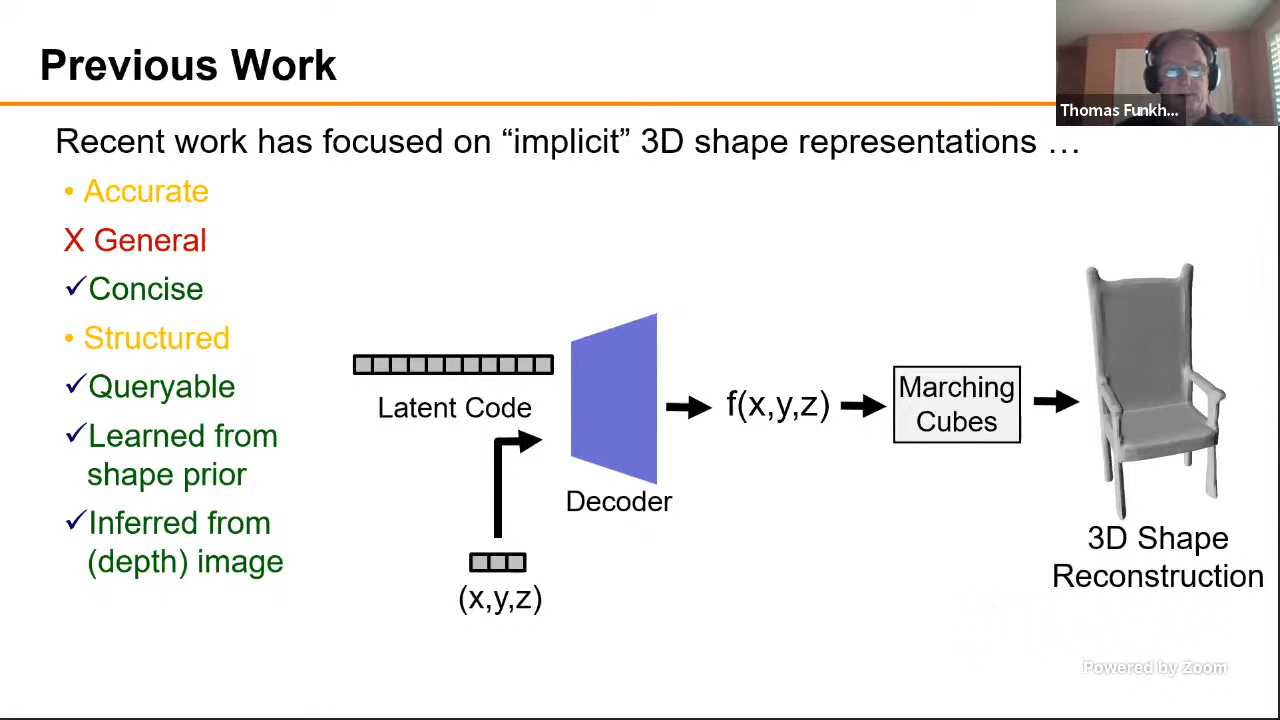 Previous Work
Thomas Funkh...
Recent work has focused on “implicit” 3D shape representations …
• Accurate
X General
✓Concise
• Structured
✓Queryable
✓Learned from
shape prior
✓Inferred from
(depth) image
Latent Code
(x,y,z)
Decoder
f(x,y,z)
Marching
Cubes
3D Shape
Reconstruction
Powered by Zoom